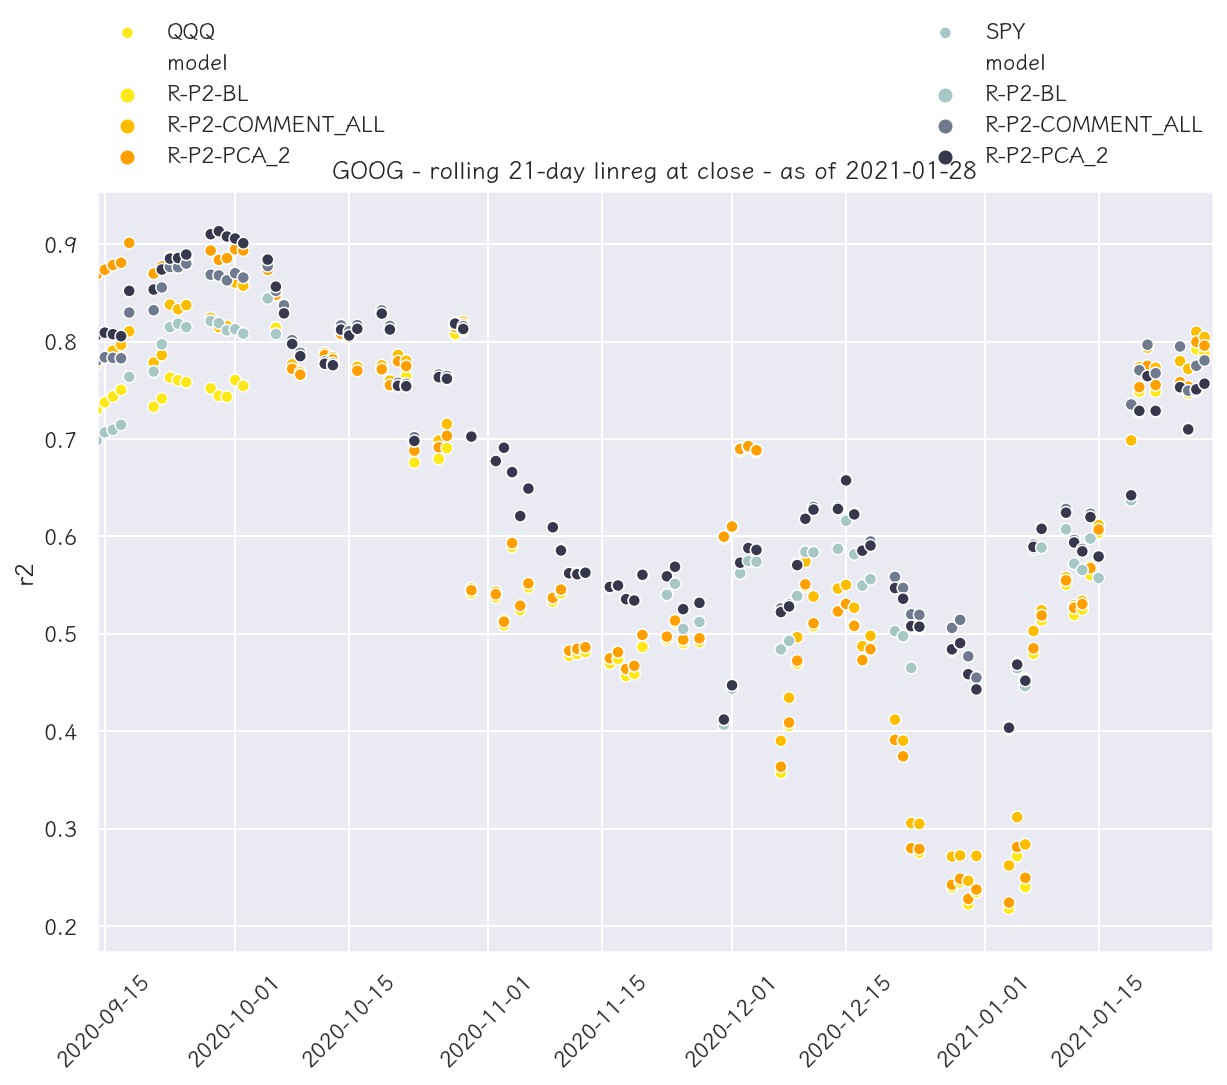 QQQ
model
R-P2-BL
R-P2-COMMENT_ALL
R-P2-PCA_2
SPY
model
R-P2-BL
R-P2-COMMENT_ALL
R-P2-PCA_2
GOOG - rolling 21-day linreg at close - as of 2021-01-28
0.9
0.8
0.7
0.6
0.5
0.4
0.3
0.2
r2
2020-09-15
2020-10-01
2020-10-15
2020-11-01
2020-11-15
2020-12-01
2020-12-15
2021-01-01
2021-01-15